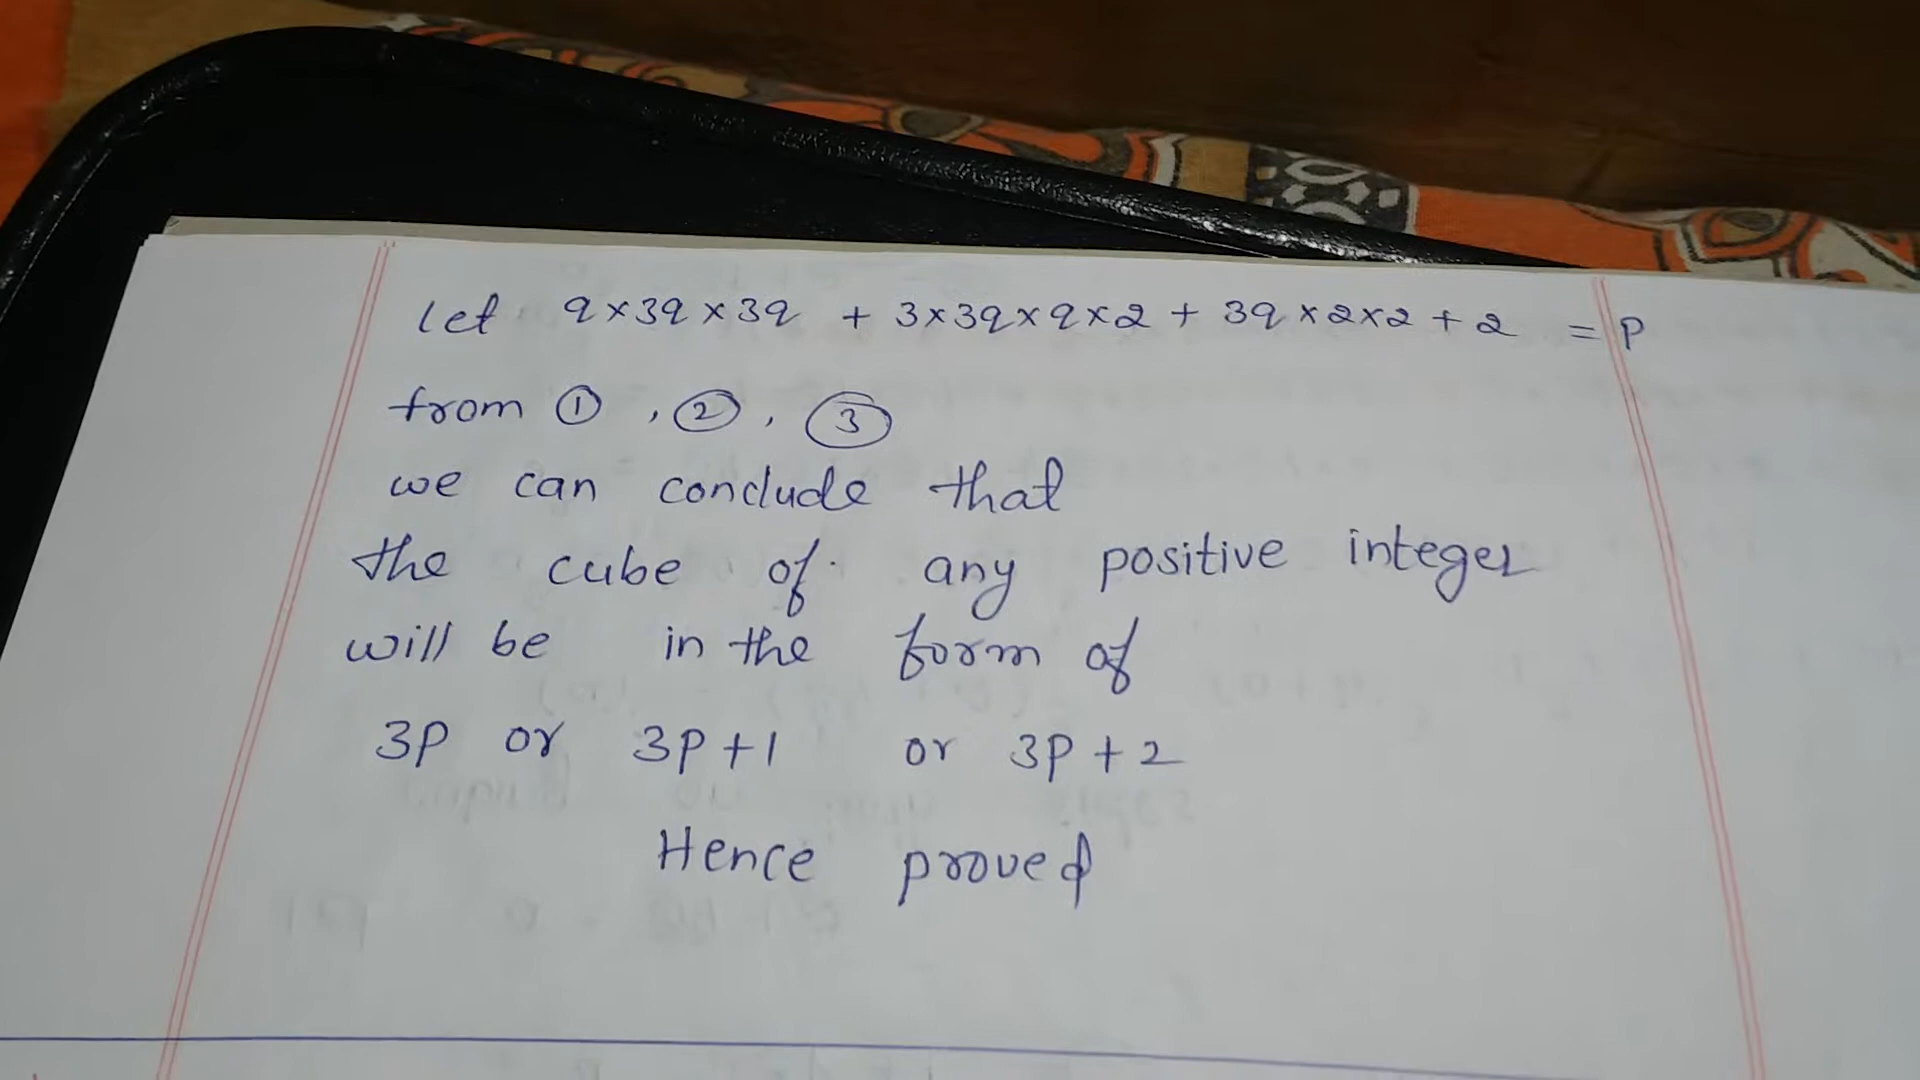 let q×3q×3q + 3×3q×q×2 + 3q×2×2+2 = P
from ① , ② , ③
we can conclude that
the cube of any positive integer
will be in the form of
3P or 3P+1 or 3P+2
Hence proved